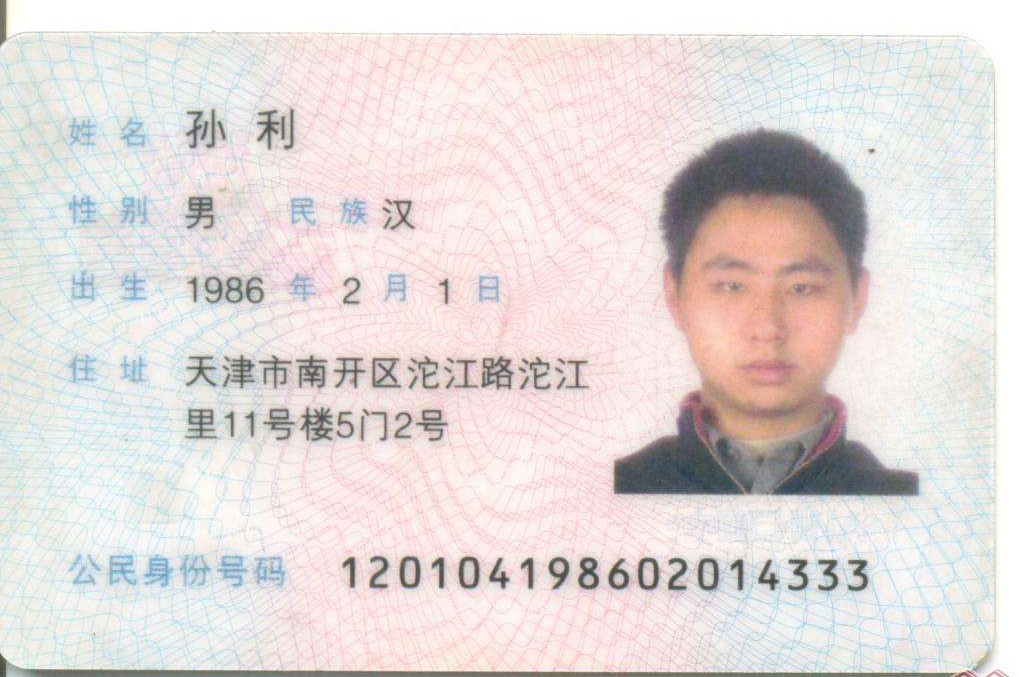 姓名 孙利
性别 男 民族 汉
出生 1986 年 2 月 1 日
住址 天津市南开区沱江路沱江
里11号楼5门2号
公民身份号码 120104198602014333